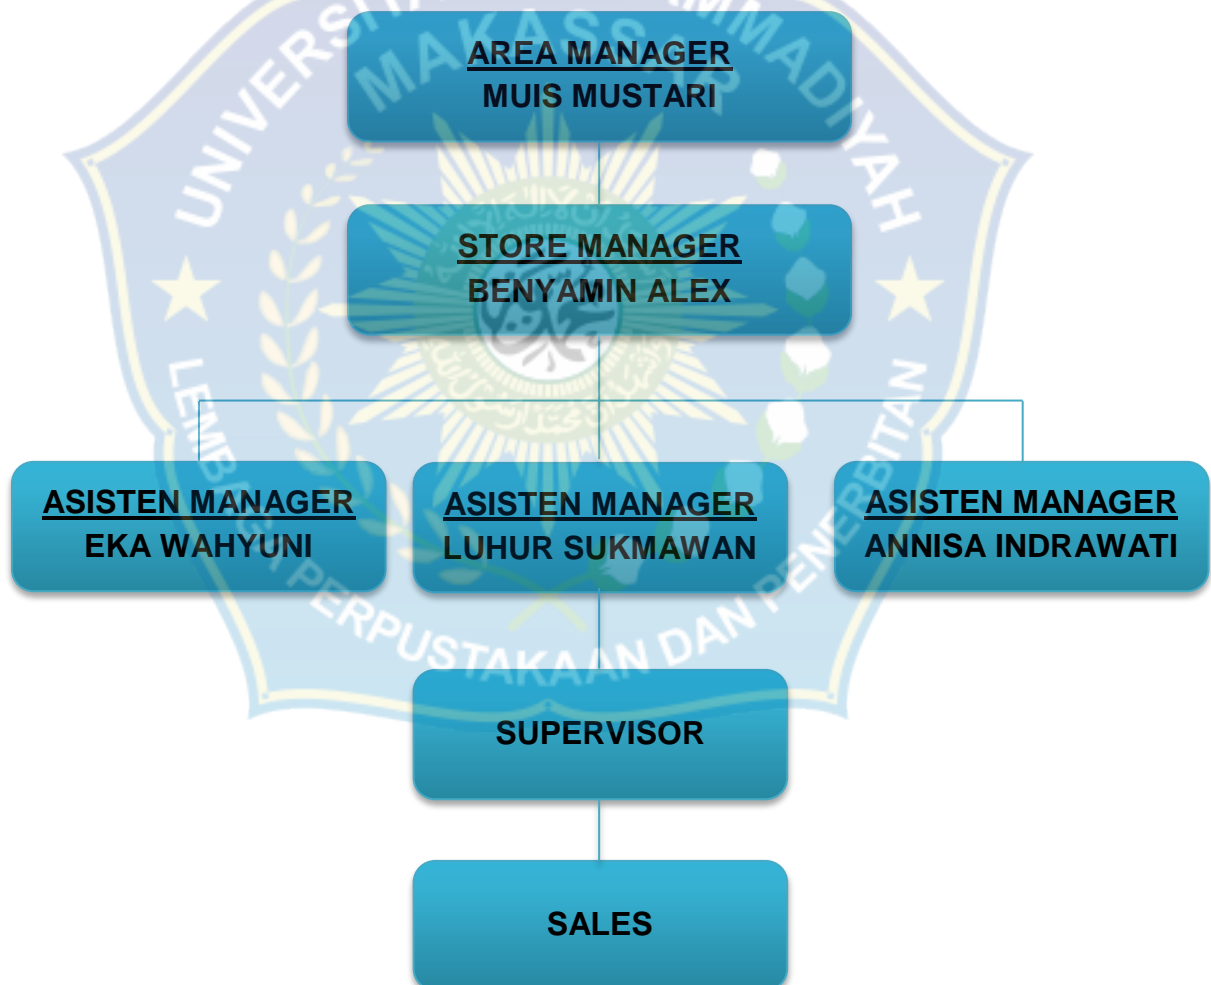 UNIVERSITAS MUHAMMADIYAH
MAKASSAR
AREA MANAGER
MUIS MUSTARI
STORE MANAGER
BENYAMIN ALEX
ASISTEN MANAGER
EKA WAHYUNI
ASISTEN MANAGER
LUHUR SUKMAWAN
ASISTEN MANAGER
ANNISA INDRAWATI
LEMBAGA PERPUSTAKAAN DAN PENERBITAN
SUPERVISOR
SALES